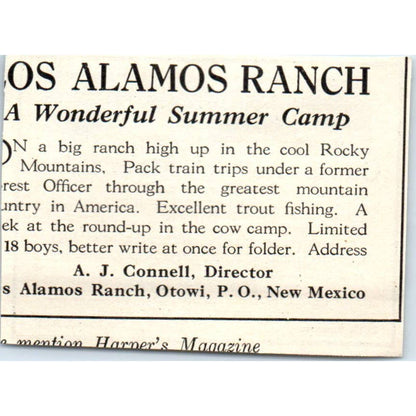 LOS ALAMOS RANCH
A Wonderful Summer Camp
ON a big ranch high up in the cool Rocky
Mountains. Pack train trips under a former
rest Officer through the greatest mountain
untry in America. Excellent trout fishing. A
ek at the round-up in the cow camp. Limited
18 boys, better write at once for folder. Address
A. J. Connell, Director
s Alamos Ranch, Otowi, P. O., New Mexico
e mention Harper's Magazine